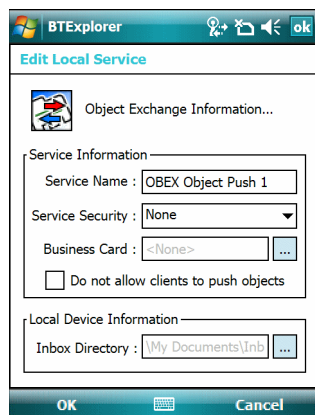 BTExplorer
ok
Edit Local Service
Object Exchange Information...
Service Information
Service Name : OBEX Object Push 1
Service Security : None
Business Card : <None> ...
Do not allow clients to push objects
Local Device Information
Inbox Directory : \My Documents\Inb ...
OK Cancel